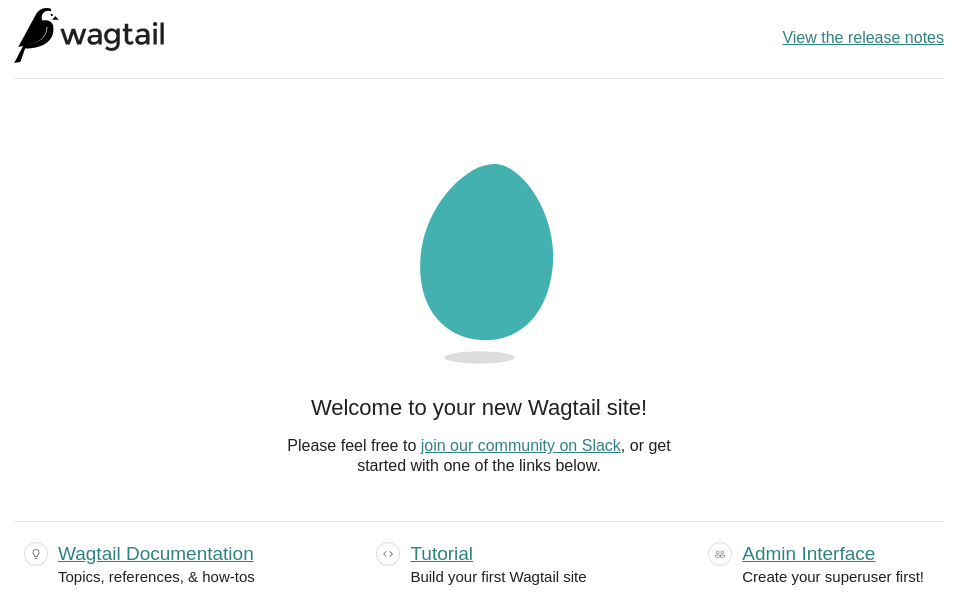 wagtail
View the release notes
Welcome to your new Wagtail site!
Please feel free to join our community on Slack, or get
started with one of the links below.
Wagtail Documentation
Topics, references, & how-tos
Tutorial
Build your first Wagtail site
Admin Interface
Create your superuser first!